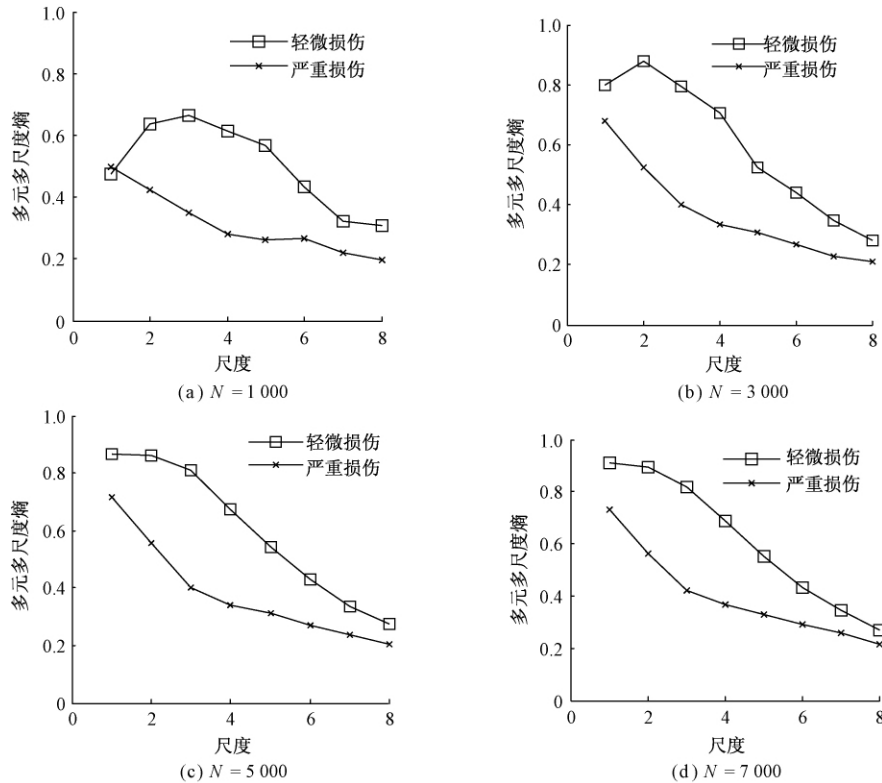 1.0
0.8
0.6
0.4
0.2
0
多元多尺度熵
轻微损伤
严重损伤
0
2
4
6
8
尺度
(a) N = 1 000
1.0
0.8
0.6
0.4
0.2
0
多元多尺度熵
轻微损伤
严重损伤
0
2
4
6
8
尺度
(b) N = 3 000
1.0
0.8
0.6
0.4
0.2
0
多元多尺度熵
轻微损伤
严重损伤
0
2
4
6
8
尺度
(c) N = 5 000
1.0
0.8
0.6
0.4
0.2
0
多元多尺度熵
轻微损伤
严重损伤
0
2
4
6
8
尺度
(d) N = 7 000